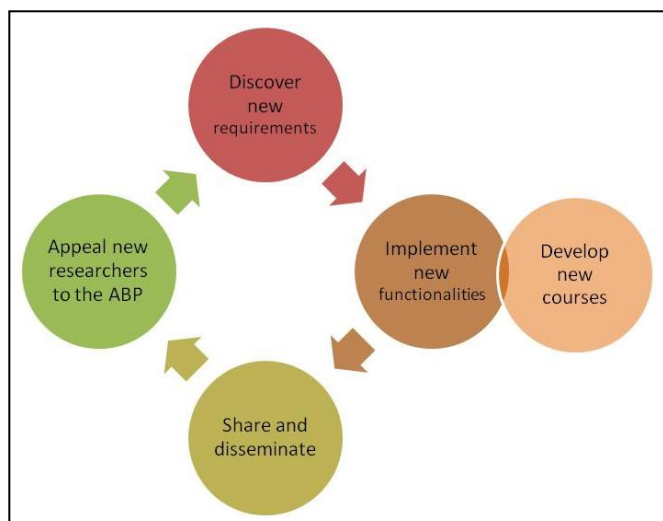 Discover
new
requirements
Appeal new
researchers
to the ABP
Implement
new
functionalities
Develop
new
courses
Share and
disseminate